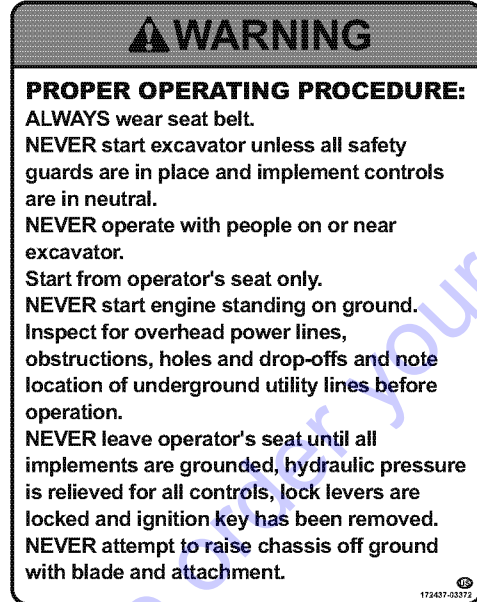 WARNING
PROPER OPERATING PROCEDURE:
ALWAYS wear seat belt.
NEVER start excavator unless all safety
guards are in place and implement controls
are in neutral.
NEVER operate with people on or near
excavator.
Start from operator's seat only.
NEVER start engine standing on ground.
Inspect for overhead power lines,
obstructions, holes and drop-offs and note
location of underground utility lines before
operation.
NEVER leave operator's seat until all
implements are grounded, hydraulic pressure
is relieved for all controls, lock levers are
locked and ignition key has been removed.
NEVER attempt to raise chassis off ground
with blade and attachment.
US
172437-03372
o order your